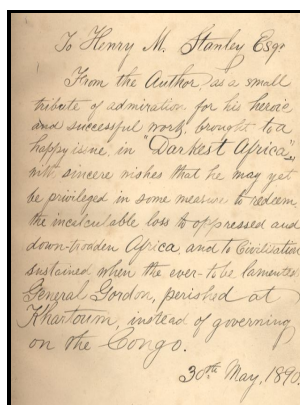 To Henry M. Stanley Esqr
From the Author, as a small
tribute of admiration for his heroic
and successful work, brought to a
happy issue, in "Darkest Africa",
with sincere wishes that he may yet
be privileged in some measure to redeem
the incalculable loss to oppressed and
down-trodden Africa, and to Civilization
sustained when the ever-to be lamented
General Gordon, perished at
Khartoum, instead of governing
on the Congo.
30th May, 1890.